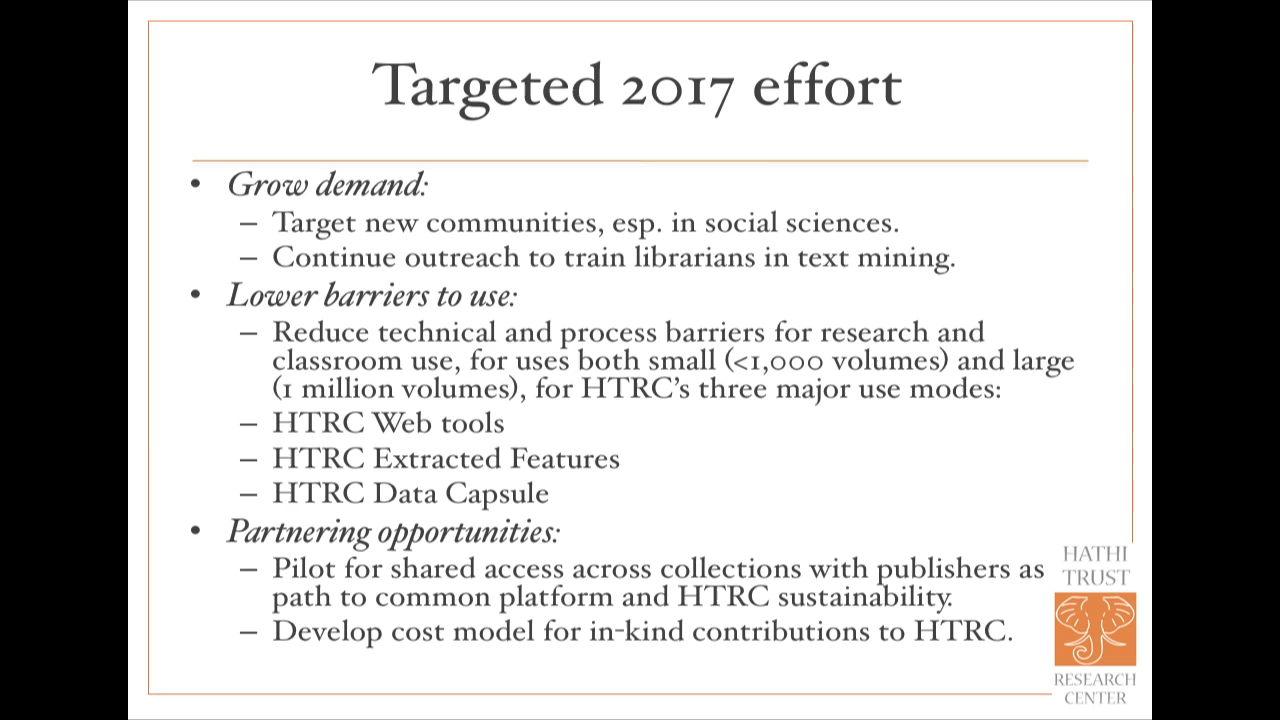 Targeted 2017 effort
• Grow demand:
– Target new communities, esp. in social sciences.
– Continue outreach to train librarians in text mining.
• Lower barriers to use:
– Reduce technical and process barriers for research and
classroom use, for uses both small (<1,000 volumes) and large
(1 million volumes), for HTRC’s three major use modes:
– HTRC Web tools
– HTRC Extracted Features
– HTRC Data Capsule
• Partnering opportunities:
– Pilot for shared access across collections with publishers as
path to common platform and HTRC sustainability.
– Develop cost model for in-kind contributions to HTRC.
HATHI
TRUST
RESEARCH
CENTER